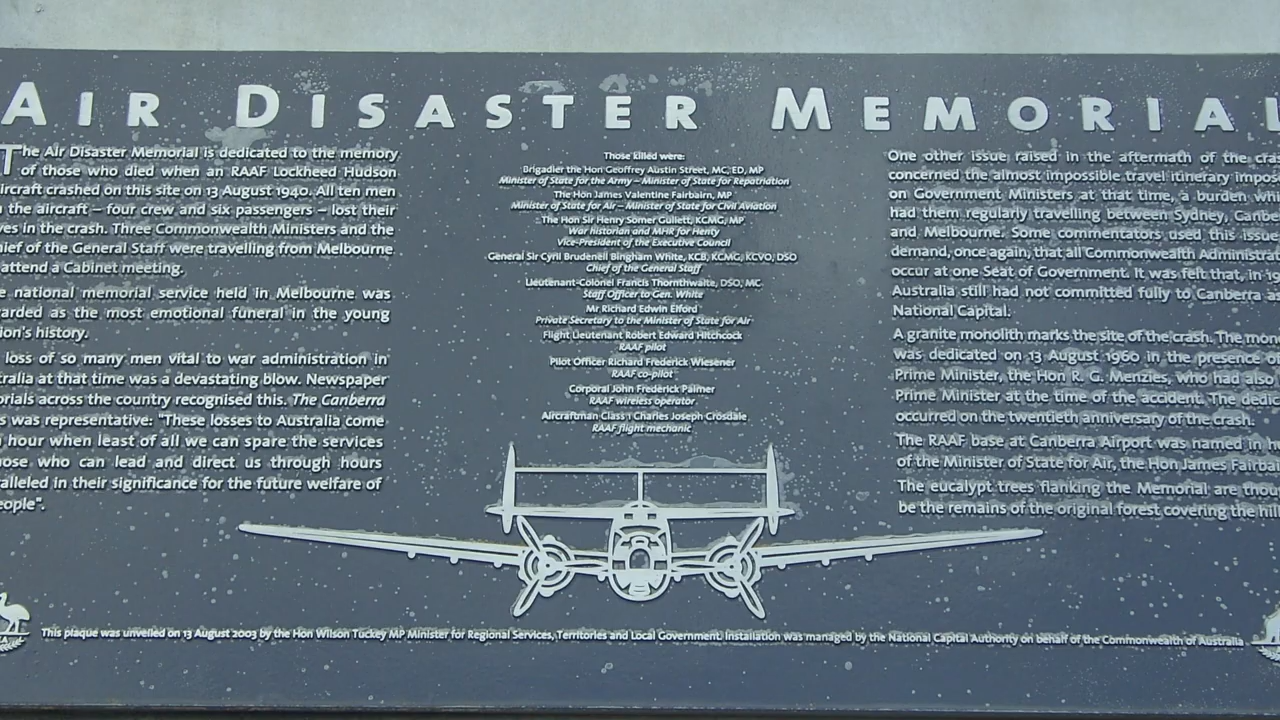 AIR DISASTER MEMORIAL
The Air Disaster Memorial is dedicated to the memory
of those who died when an RAAF Lockheed Hudson
ircraft crashed on this site on 13 August 1940. All ten men
the aircraft – four crew and six passengers – lost their
ves in the crash. Three Commonwealth Ministers and the
hief of the General Staff were travelling from Melbourne
attend a Cabinet meeting.
e national memorial service held in Melbourne was
arded as the most emotional funeral in the young
ion's history.
loss of so many men vital to war administration in
tralia at that time was a devastating blow. Newspaper
orials across the country recognised this. The Canberra
s was representative: "These losses to Australia come
hour when least of all we can spare the services
hose who can lead and direct us through hours
alleled in their significance for the future welfare of
eople".
Those killed were:
Brigadier the Hon Geoffrey Austin Street, MC, ED, MP
Minister of State for the Army – Minister of State for Repatriation
The Hon James Valentine Fairbairn, MP
Minister of State for Air – Minister of State for Civil Aviation
The Hon Sir Henry Somer Gullett, KCMG, MP
War historian and MHR for Henty
Vice-President of the Executive Council
General Sir Cyril Brudenell Bingham White, KCB, KCMG, KCVO, DSO
Chief of the General Staff
Lieutenant-Colonel Francis Thornthwaite, DSO, MC
Staff Officer to Gen. White
Mr Richard Edwin Elford
Private Secretary to the Minister of State for Air
Flight Lieutenant Robert Edward Hitchcock
RAAF pilot
Pilot Officer Richard Frederick Wiesener
RAAF co-pilot
Corporal John Frederick Palmer
RAAF wireless operator
Aircraftman Class 1 Charles Joseph Crosdale
RAAF flight mechanic
One other issue raised in the aftermath of the cra
concerned the almost impossible travel itinerary impos
on Government Ministers at that time, a burden whi
had them regularly travelling between Sydney, Canbe
and Melbourne. Some commentators used this issue
demand, once again, that all Commonwealth Administrat
occur at one Seat of Government. It was felt that, in 19
Australia still had not committed fully to Canberra a
National Capital.
A granite monolith marks the site of the crash. The mon
was dedicated on 13 August 1960 in the presence of
Prime Minister, the Hon R. G. Menzies, who had also
Prime Minister at the time of the accident. The dedic
occurred on the twentieth anniversary of the crash.
The RAAF base at Canberra Airport was named in h
of the Minister of State for Air, the Hon James Fairbai
The eucalypt trees flanking the Memorial are thou
be the remains of the original forest covering the hill
This plaque was unveiled on 13 August 2003 by the Hon Wilson Tuckey MP Minister for Regional Services, Territories and Local Government. Installation was managed by the National Capital Authority on behalf of the Commonwealth of Australia